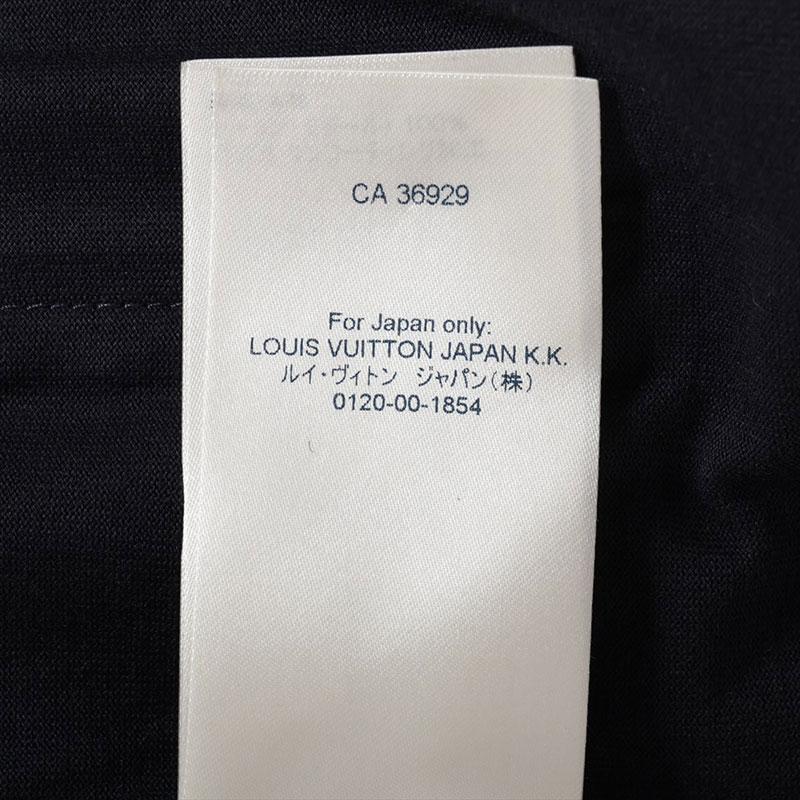 CA 36929
For Japan only:
LOUIS VUITTON JAPAN K.K.
ルイ・ヴィトン ジャパン(株)
0120-00-1854